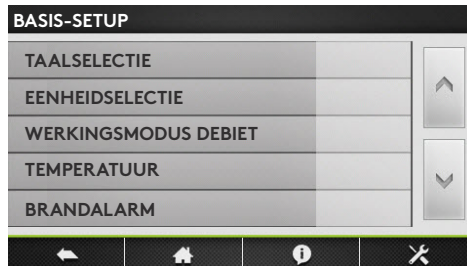 BASIS-SETUP
TAALSELECTIE
EENHEIDSELECTIE
WERKINGSMODUS DEBIET
TEMPERATUUR
BRANDALARM